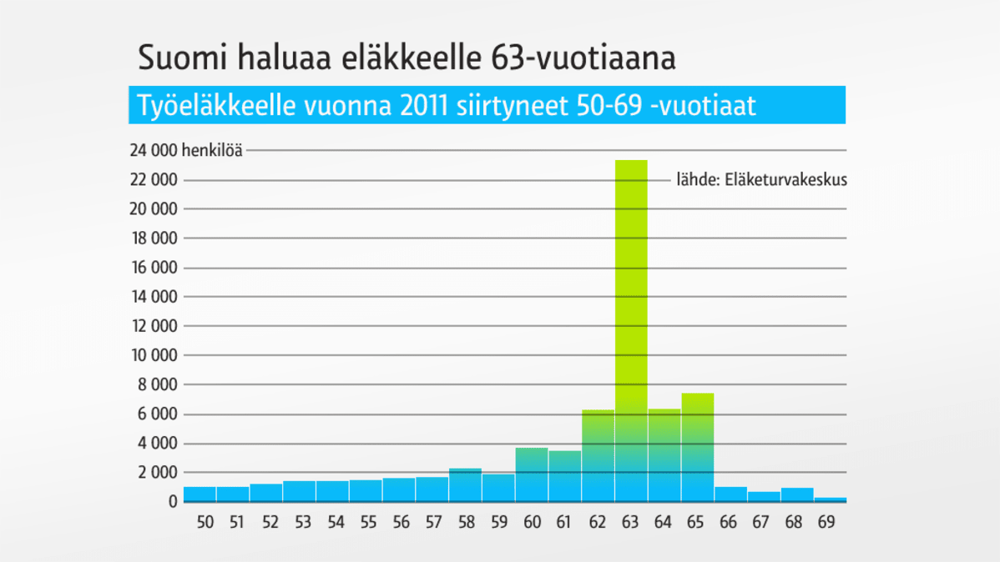 Suomi haluaa eläkkeelle 63-vuotiaana
Työeläkkeelle vuonna 2011 siirtyneet 50-69 -vuotiaat
24 000 henkilöä
22 000
lähde: Eläketurvakeskus
20 000
18 000
16 000
14 000
12 000
10 000
8 000
6 000
4 000
2 000
0
50 51 52 53 54 55 56 57 58 59 60 61 62 63 64 65 66 67 68 69